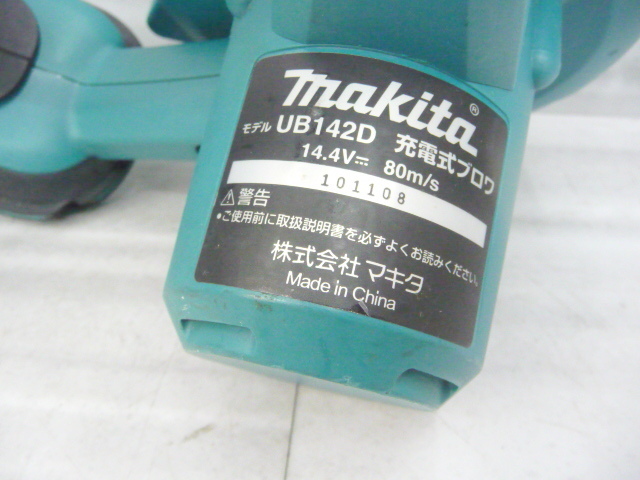 makita®
モデル UB142D 充電式ブロワ
14.4V⎓ 80m/s
101108
⚠警告
●ご使用前に取扱説明書を必ずよくお読みください。
株式会社 マキタ
Made in China